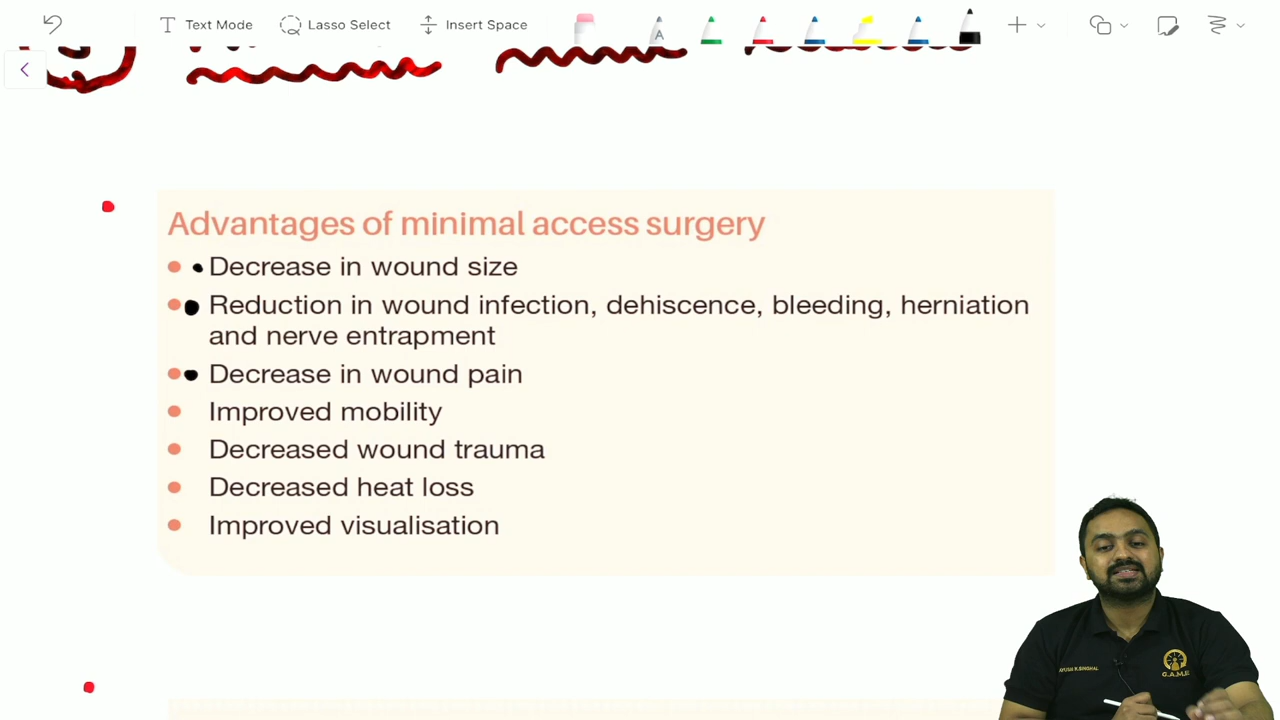 Text Mode
Lasso Select
Insert Space
A
Advantages of minimal access surgery
Decrease in wound size
Reduction in wound infection, dehiscence, bleeding, herniation
and nerve entrapment
Decrease in wound pain
Improved mobility
Decreased wound trauma
Decreased heat loss
Improved visualisation